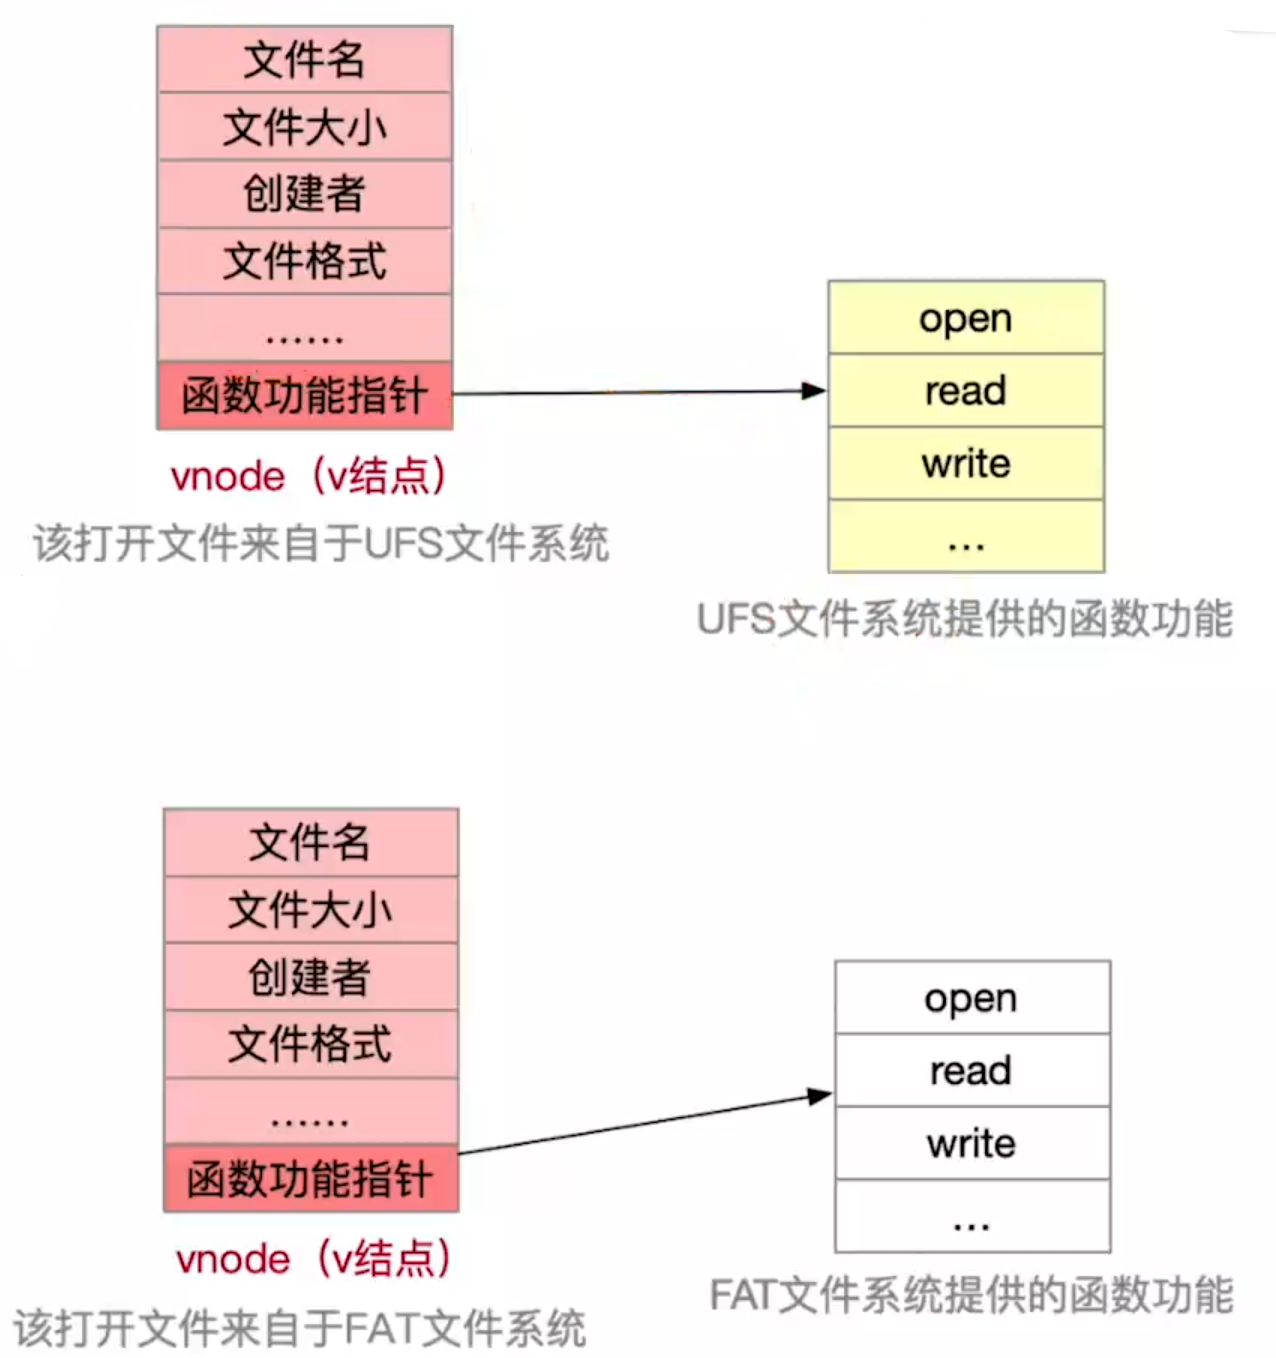 文件名
文件大小
创建者
文件格式
......
函数功能指针
vnode（v结点）
该打开文件来自于UFS文件系统
open
read
write
...
UFS文件系统提供的函数功能
文件名
文件大小
创建者
文件格式
......
函数功能指针
vnode（v结点）
该打开文件来自于FAT文件系统
open
read
write
...
FAT文件系统提供的函数功能